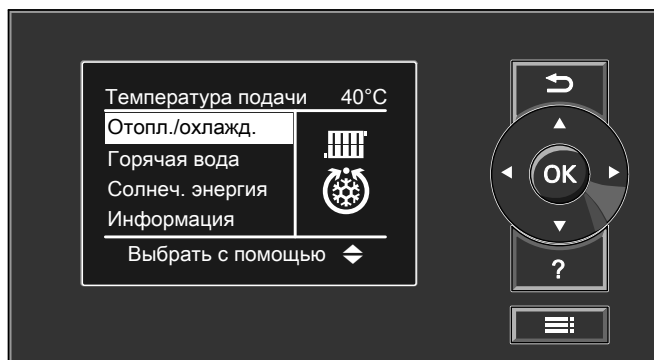 Температура подачи 40°C
Отопл./охлажд.
Горячая вода
Солнеч. энергия
Информация
Выбрать с помощью
OK
?